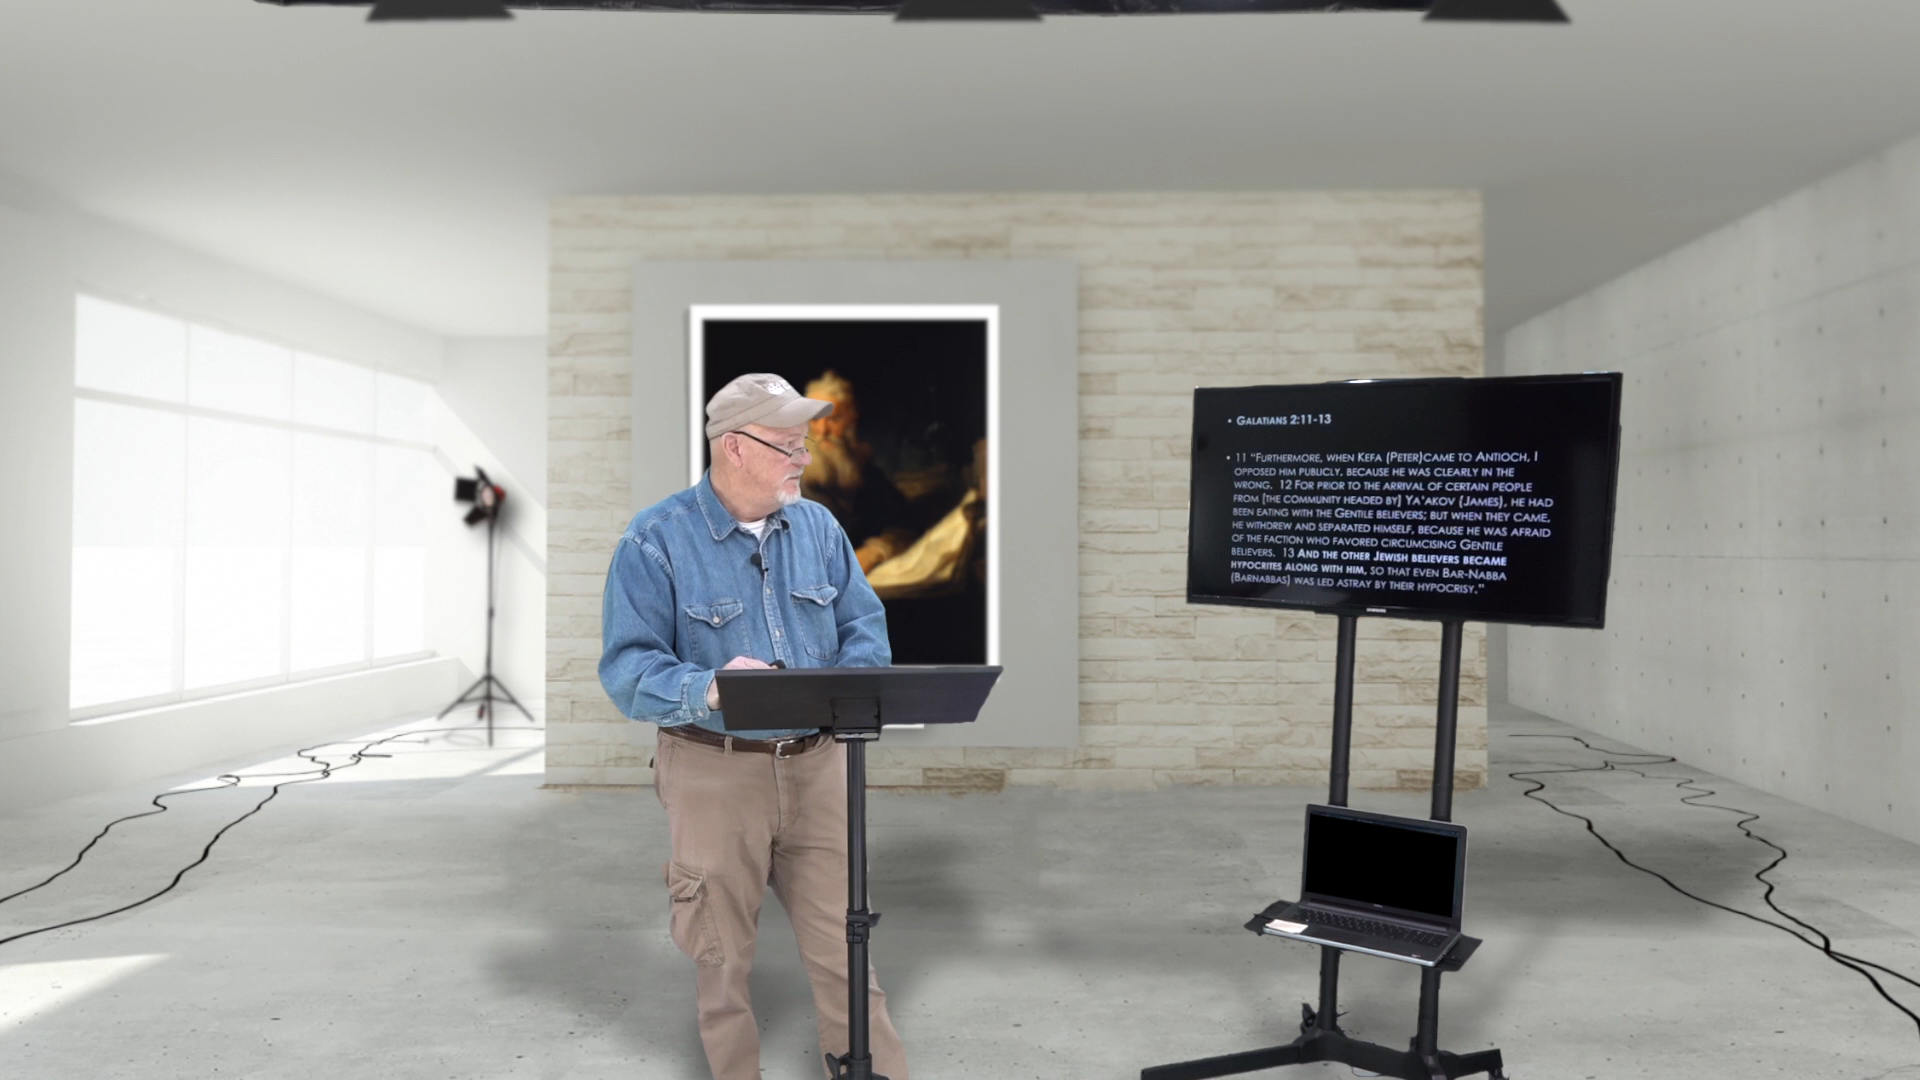 • Galatians 2:11-13
• 11 “Furthermore, when Kefa (Peter)came to Antioch, I
opposed him publicly, because he was clearly in the
wrong. 12 For prior to the arrival of certain people
from [the community headed by] Ya'akov (James), he had
been eating with the Gentile believers; but when they came,
he withdrew and separated himself, because he was afraid
of the faction who favored circumcising Gentile
believers. 13 And the other Jewish believers became
hypocrites along with him, so that even Bar-Nabba
(Barnabbas) was led astray by their hypocrisy.”
SAMSUNG